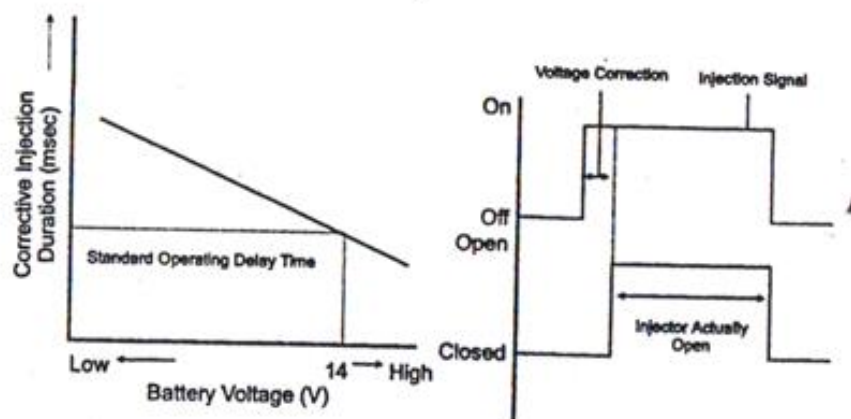 Corrective Injection
Duration (msec)
Standard Operating Delay Time
Low
14
High
Battery Voltage (V)
Voltage Correction
Injection Signal
On
Off
Open
Injector Actually
Open
Closed